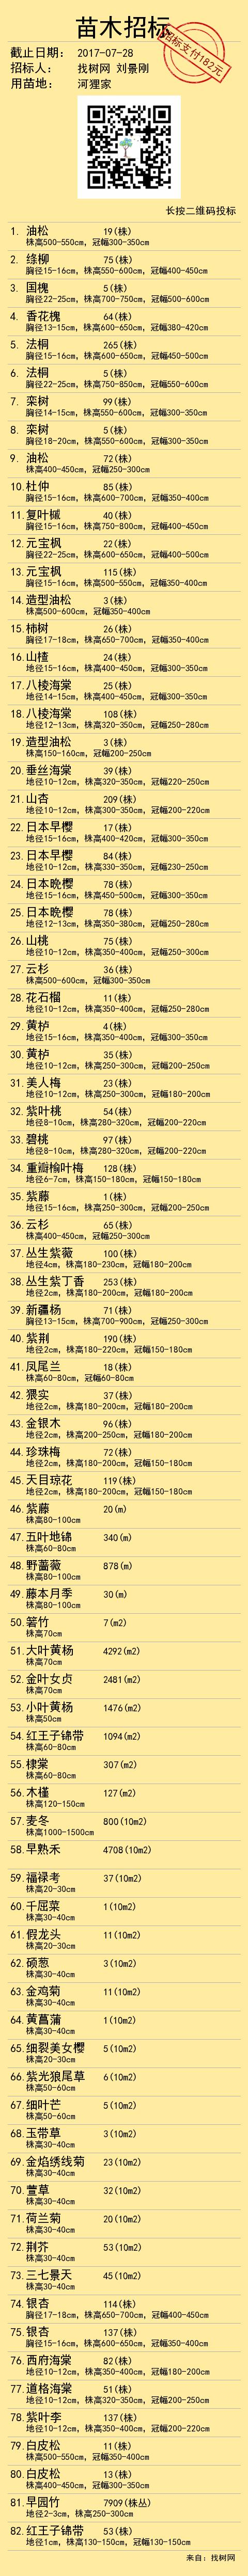 苗木招标
招标支付182元
截止日期: 2017-07-28
招标人: 找树网 刘景刚
用苗地: 河狸家
长按二维码投标
1. 油松 19(株)
株高500-550cm, 冠幅300-350cm
2. 绦柳 75(株)
胸径15-16cm, 株高550-600cm, 冠幅400-450cm
3. 国槐 5(株)
胸径22-25cm, 株高700-750cm, 冠幅500-600cm
4. 香花槐 64(株)
胸径13-15cm, 株高600-650cm, 冠幅380-420cm
5. 法桐 265(株)
胸径15-16cm, 株高600-650cm, 冠幅450-500cm
6. 法桐 5(株)
胸径22-25cm, 株高750-850cm, 冠幅550-600cm
7. 栾树 99(株)
胸径14-15cm, 株高550-600cm, 冠幅300-350cm
8. 栾树 5(株)
胸径18-20cm, 株高550-600cm, 冠幅300-350cm
9. 油松 72(株)
株高400-450cm, 冠幅250-300cm
10. 杜仲 85(株)
胸径15-16cm, 株高600-700cm, 冠幅350-400cm
11. 复叶槭 40(株)
胸径15-16cm, 株高750-800cm, 冠幅400-450cm
12. 元宝枫 22(株)
胸径22-25cm, 株高600-650cm, 冠幅400-500cm
13. 元宝枫 115(株)
胸径15-16cm, 株高500-550cm, 冠幅350-400cm
14. 造型油松 3(株)
株高500-600cm, 冠幅350-400cm
15. 柿树 26(株)
胸径17-18cm, 株高650-700cm, 冠幅350-400cm
16. 山楂 24(株)
地径15-16cm, 株高400-450cm, 冠幅300-350cm
17. 八棱海棠 25(株)
地径14-15cm, 株高400-450cm, 冠幅300-350cm
18. 八棱海棠 108(株)
地径12-13cm, 株高320-350cm, 冠幅250-280cm
19. 造型油松 3(株)
株高150-160cm, 冠幅200-250cm
20. 垂丝海棠 39(株)
地径10-12cm, 株高320-350cm, 冠幅220-250cm
21. 山杏 209(株)
地径10-12cm, 株高300-350cm, 冠幅200-220cm
22. 日本早樱 17(株)
地径15-16cm, 株高400-420cm, 冠幅300-350cm
23. 日本早樱 84(株)
地径10-12cm, 株高330-350cm, 冠幅230-250cm
24. 日本晚樱 78(株)
地径15-16cm, 株高450-500cm, 冠幅300-350cm
25. 日本晚樱 78(株)
地径12-13cm, 株高350-380cm, 冠幅250-280cm
26. 山桃 75(株)
地径10-12cm, 株高350-400cm, 冠幅250-300cm
27. 云杉 36(株)
株高500-600cm, 冠幅300-350cm
28. 花石榴 11(株)
地径10-12cm, 株高350-400cm, 冠幅250-280cm
29. 黄栌 4(株)
地径15-16cm, 株高350-400cm, 冠幅300-350cm
30. 黄栌 35(株)
地径10-12cm, 株高250-300cm, 冠幅200-250cm
31. 美人梅 23(株)
地径10-12cm, 株高250-300cm, 冠幅180-200cm
32. 紫叶桃 54(株)
地径8-10cm, 株高280-320cm, 冠幅200-220cm
33. 碧桃 97(株)
地径8-10cm, 株高280-320cm, 冠幅200-220cm
34. 重瓣榆叶梅 128(株)
地径6-7cm, 株高150-180cm, 冠幅150-180cm
35. 紫藤 1(株)
地径15-16cm, 株高250-300cm, 冠幅200-250cm
36. 云杉 65(株)
株高400-450cm, 冠幅250-300cm
37. 丛生紫薇 100(株)
地径4cm, 株高180-230cm, 冠幅180-200cm
38. 丛生紫丁香 253(株)
地径2cm, 株高180-200cm, 冠幅180-200cm
39. 新疆杨 71(株)
胸径13-15cm, 株高700-900cm, 冠幅250-300cm
40. 紫荆 190(株)
地径2cm, 株高180-220cm, 冠幅150-180cm
41. 凤尾兰 18(株)
株高60-80cm, 冠幅60-80cm
42. 猬实 37(株)
地径2cm, 株高180-200cm, 冠幅180-200cm
43. 金银木 96(株)
地径2cm, 株高200-250cm, 冠幅180-200cm
44. 珍珠梅 72(株)
地径2cm, 株高180-200cm, 冠幅150-180cm
45. 天目琼花 119(株)
地径2cm, 株高180-200cm, 冠幅150-180cm
46. 紫藤 20(m)
株高80-100cm
47. 五叶地锦 340(m)
株高60-80cm
48. 野蔷薇 878(m)
株高80-100cm
49. 藤本月季 30(m)
株高80-100cm
50. 箬竹 7(m2)
株高70cm
51. 大叶黄杨 4292(m2)
株高70cm
52. 金叶女贞 2481(m2)
株高70cm
53. 小叶黄杨 1476(m2)
株高50cm
54. 红王子锦带 1094(m2)
株高60-80cm
55. 棣棠 307(m2)
株高60-80cm
56. 木槿 127(m2)
株高120-150cm
57. 麦冬 800(10m2)
株高1000-1500cm
58. 早熟禾 4708(10m2)
59. 福禄考 37(10m2)
株高20-30cm
60. 千屈菜 1(10m2)
株高30-40cm
61. 假龙头 11(10m2)
株高20-30cm
62. 硕葱 3(10m2)
株高30-40cm
63. 金鸡菊 11(10m2)
株高30-40cm
64. 黄菖蒲 1(10m2)
株高30-40cm
65. 细裂美女樱 5(10m2)
株高20-30cm
66. 紫光狼尾草 6(10m2)
株高50-60cm
67. 细叶芒 5(10m2)
株高50-60cm
68. 玉带草 3(10m2)
株高30-40cm
69. 金焰绣线菊 23(10m2)
株高30-40cm
70. 萱草 32(10m2)
株高30-40cm
71. 荷兰菊 20(10m2)
株高30-40cm
72. 荆芥 53(10m2)
株高30-40cm
73. 三七景天 45(10m2)
株高30-40cm
74. 银杏 114(株)
胸径17-18cm, 株高650-700cm, 冠幅400-450cm
75. 银杏 137(株)
胸径15-16cm, 株高600-650cm, 冠幅350-400cm
76. 西府海棠 82(株)
地径10-12cm, 株高350-400cm, 冠幅180-200cm
77. 道格海棠 51(株)
地径10-12cm, 株高320-350cm, 冠幅200-250cm
78. 紫叶李 137(株)
地径10-12cm, 株高350-400cm, 冠幅200-220cm
79. 白皮松 11(株)
株高500-550cm, 冠幅350-400cm
80. 白皮松 13(株)
株高400-450cm, 冠幅300-350cm
81. 早园竹 7909(株丛)
地径2-3cm, 株高250-300cm
82. 红王子锦带 53(株)
地径1cm, 株高130-150cm, 冠幅130-150cm
来自: 找树网